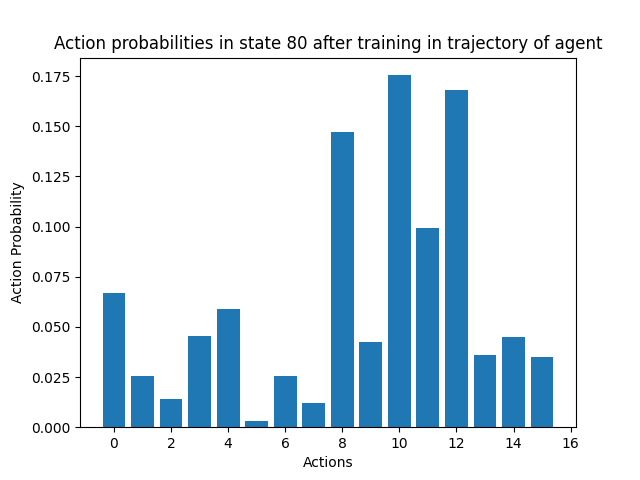 Action probabilities in state 80 after training in trajectory of agent
0.175
0.150
0.125
0.100
0.075
0.050
0.025
0.000
Action Probability
0 2 4 6 8 10 12 14 16
Actions